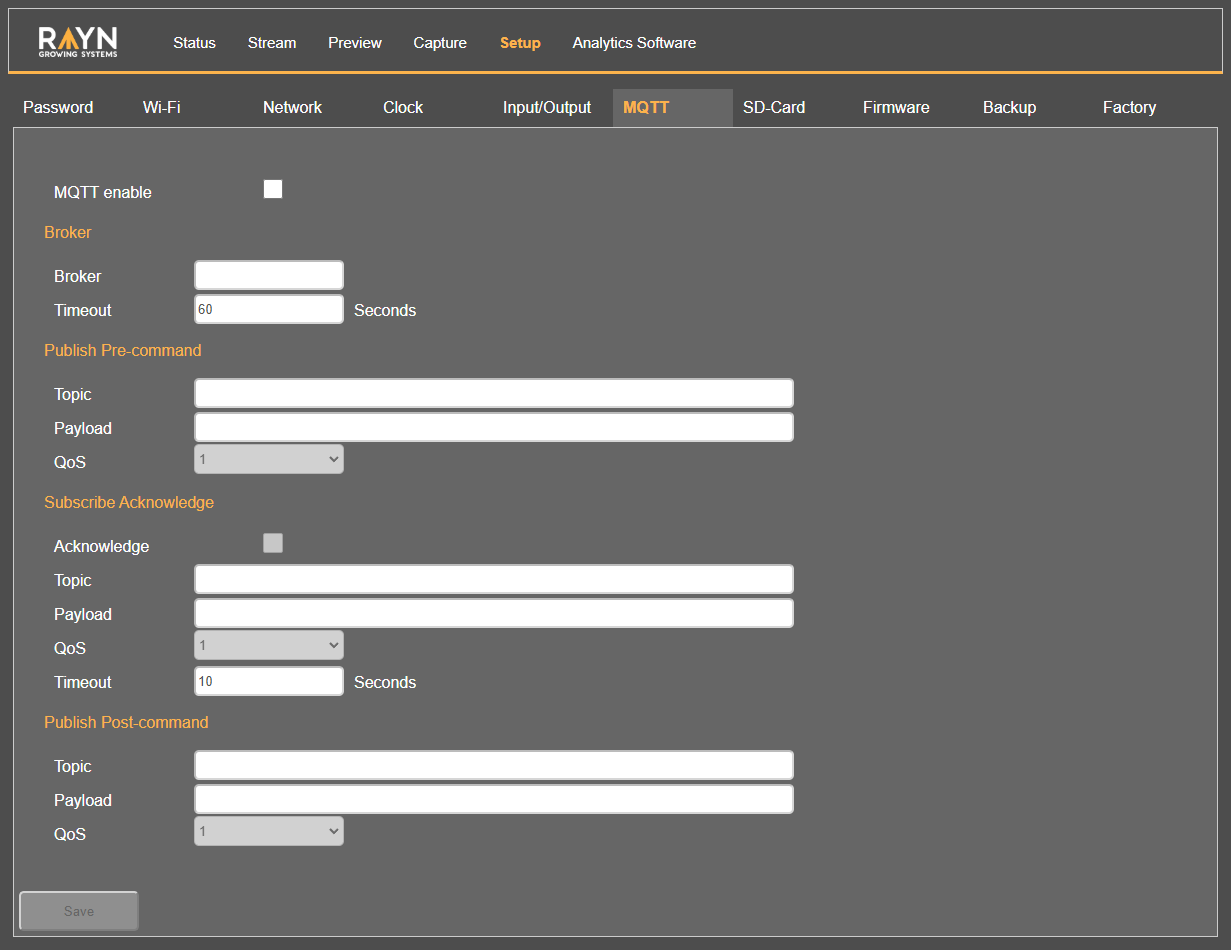 RAYN
GROWING SYSTEMS
Status Stream Preview Capture Setup Analytics Software
Password Wi-Fi Network Clock Input/Output MQTT SD-Card Firmware Backup Factory
MQTT enable
Broker
Broker
Timeout 60 Seconds
Publish Pre-command
Topic
Payload
QoS 1
Subscribe Acknowledge
Acknowledge
Topic
Payload
QoS 1
Timeout 10 Seconds
Publish Post-command
Topic
Payload
QoS 1
Save